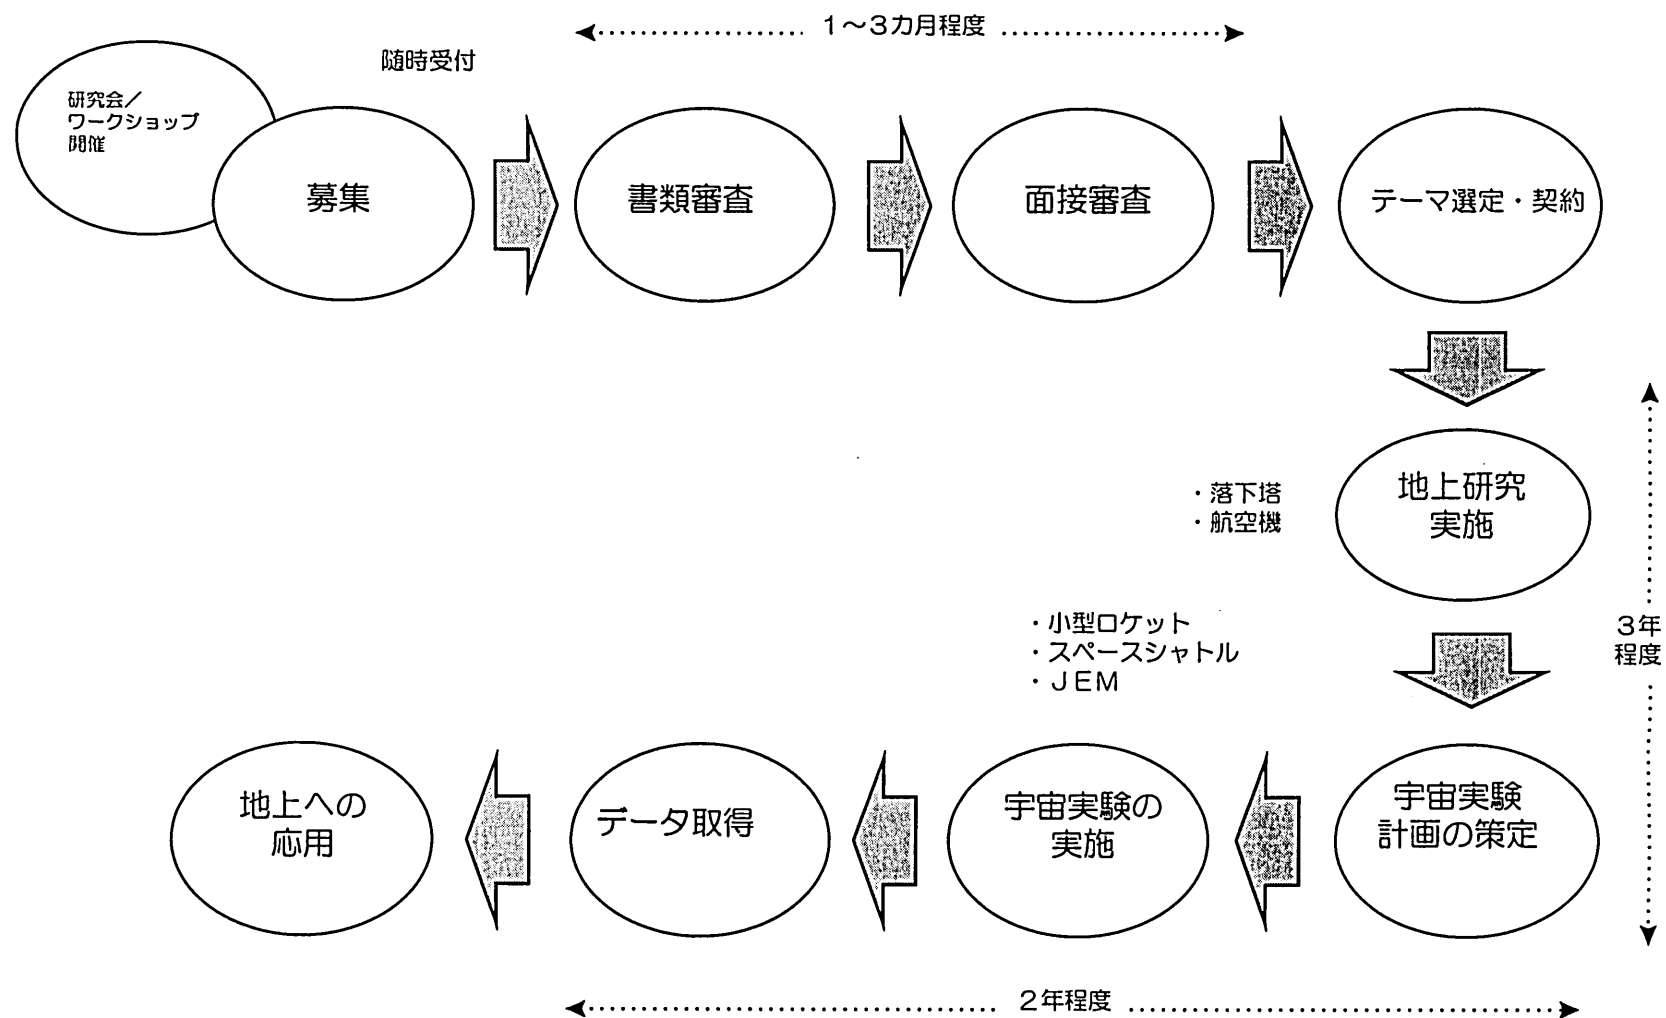 1～3カ月程度
随時受付
研究会／
ワークショップ
開催
募集
書類審査
面接審査
テーマ選定・契約
・落下塔
・航空機
地上研究
実施
・小型ロケット
・スペースシャトル
・JEM
3年
程度
地上への
応用
データ取得
宇宙実験の
実施
宇宙実験
計画の策定
2年程度